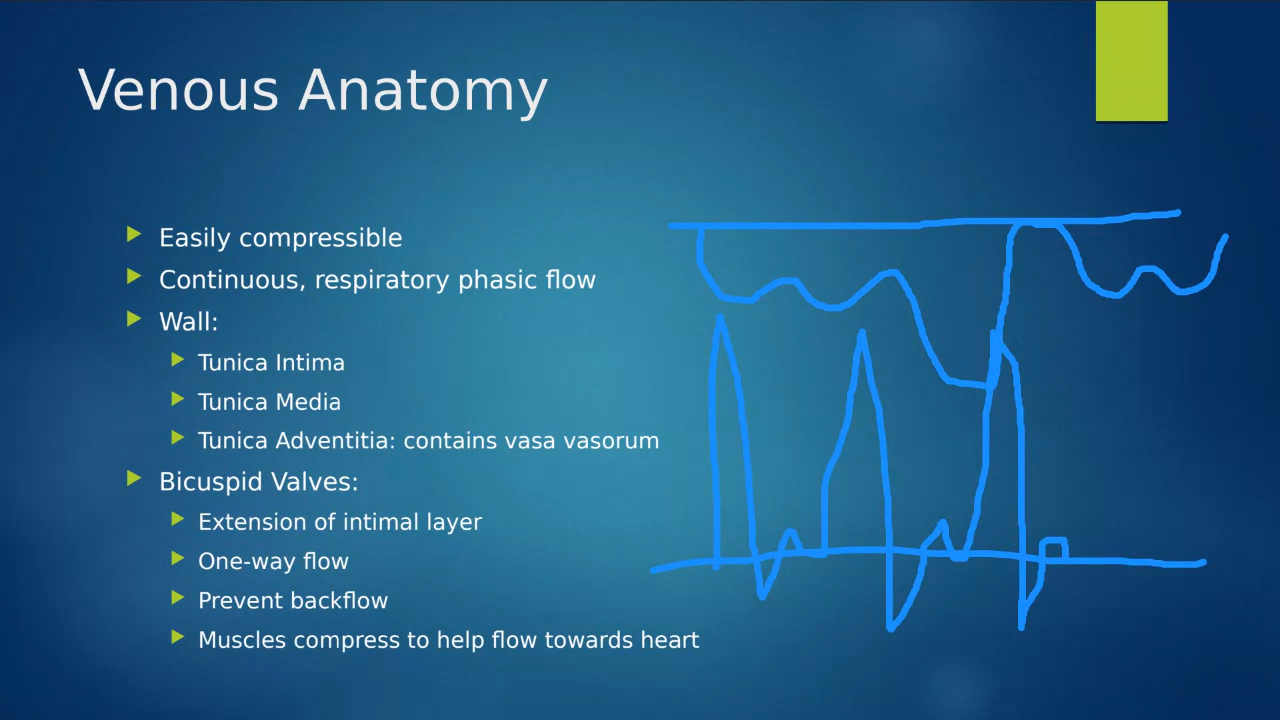 Venous Anatomy
Easily compressible
Continuous, respiratory phasic flow
Wall:
Tunica Intima
Tunica Media
Tunica Adventitia: contains vasa vasorum
Bicuspid Valves:
Extension of intimal layer
One-way flow
Prevent backflow
Muscles compress to help flow towards heart